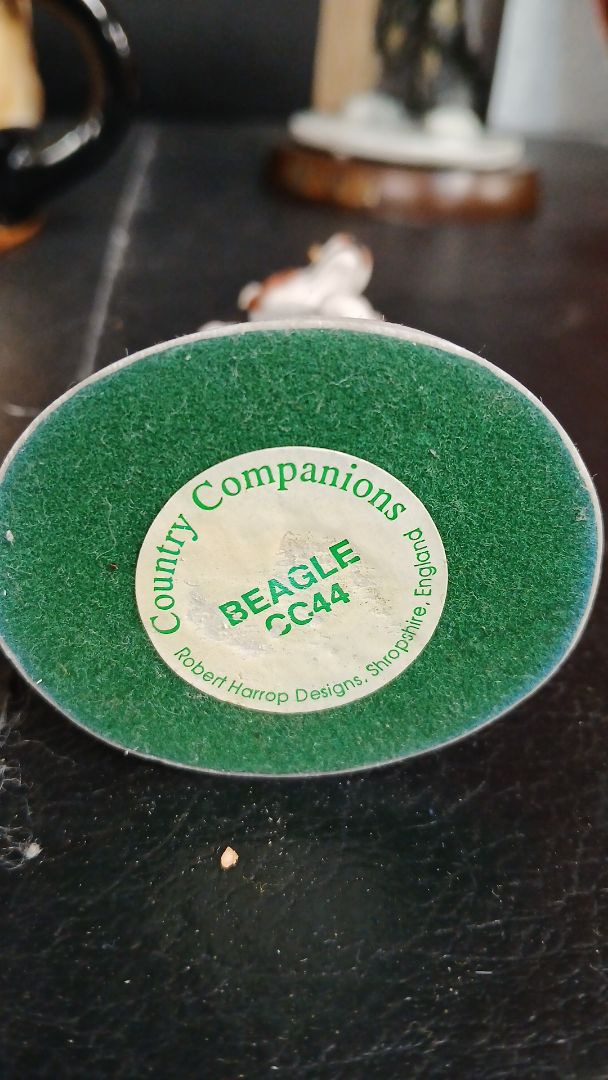 Country Companions
BEAGLE
CC44
Robert Harrop Designs, Shropshire, England